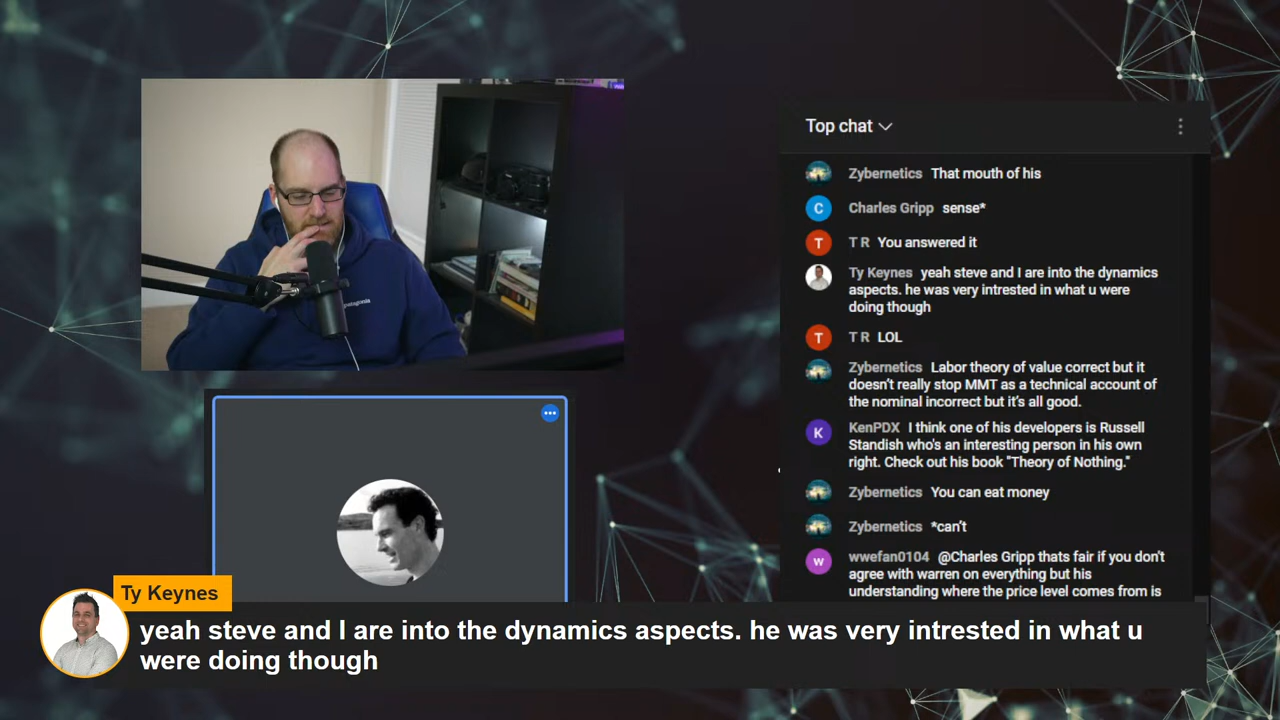 Top chat
Zybernetics That mouth of his
C Charles Gripp sense*
T T R You answered it
Ty Keynes yeah steve and I are into the dynamics
aspects. he was very intrested in what u were
doing though
T T R LOL
Zybernetics Labor theory of value correct but it
doesn't really stop MMT as a technical account of
the nominal incorrect but it's all good.
K KenPDX I think one of his developers is Russell
Standish who's an interesting person in his own
right. Check out his book "Theory of Nothing."
Zybernetics You can eat money
Zybernetics *can't
w wwefan0104 @Charles Gripp thats fair if you don't
agree with warren on everything but his
understanding where the price level comes from is
Ty Keynes
yeah steve and I are into the dynamics aspects. he was very intrested in what u
were doing though